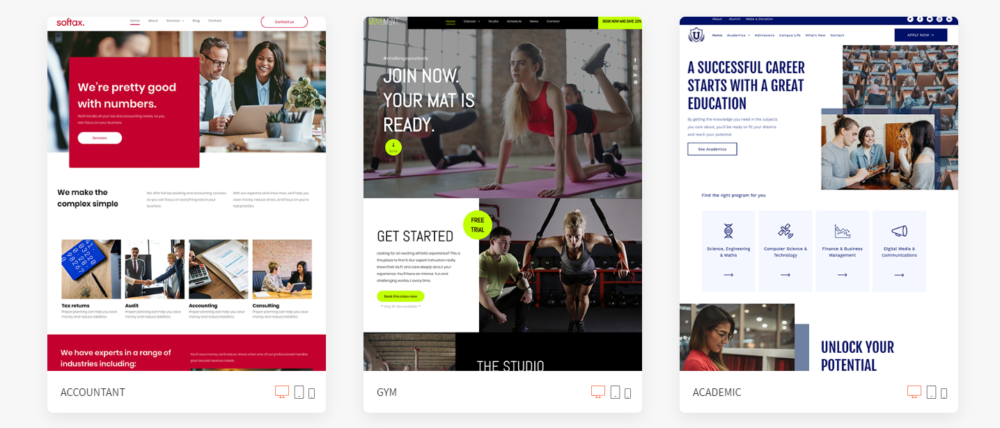 softax.
Home About Services Blog Contact
Contact us
We're pretty good
with numbers.
We'll handle all your tax and accounting needs, so you
can focus on your business.
Services
We make the
complex simple
We offer full tax, booking and accounting services,
so you can focus on everything else in your
business.
With our expertise and know-how, we'll help you
save money, reduce stress, and focus on you're
real priorities.
Tax returns
Proper planning can help you save
money and reduce liabilities.
Audit
Proper planning can help you save
money and reduce liabilities.
Accounting
Proper planning can help you save
money and reduce liabilities.
Consulting
Proper planning can help you save
money and reduce liabilities.
We have experts in a range of
industries including:
You'll save money and reduce stress when one of our professionals handles
your tax and revenue needs.
ACCOUNTANT
MOVEMENT
Home Classes Studio Schedule News Contact
BOOK NOW AND SAVE 10%
#challengeyourbody
JOIN NOW.
YOUR MAT IS
READY.
Scroll
FREE
TRIAL
GET STARTED
Looking for an exciting athletic experience? This is
the place to find it. Our expert instructors really
know their stuff, and care deeply about your
experience. You'll have an intense, fun and
challenging workout every time.
Book this class now
** Only 10 sites available **
THE STUDIO
GYM
About Alumni Make a Donation
U
Home Academics Admissions Campus Life What's New Contact
APPLY NOW →
A SUCCESSFUL CAREER
STARTS WITH A GREAT
EDUCATION
By getting the knowledge you need in the subjects
you care about, you'll be ready to fill your dreams
and reach your potential.
See Academics
Find the right program for you
Science, Engineering
& Maths
Computer Science &
Technology
Finance & Business
Management
Digital Media &
Communications
UNLOCK YOUR
POTENTIAL
ACADEMIC